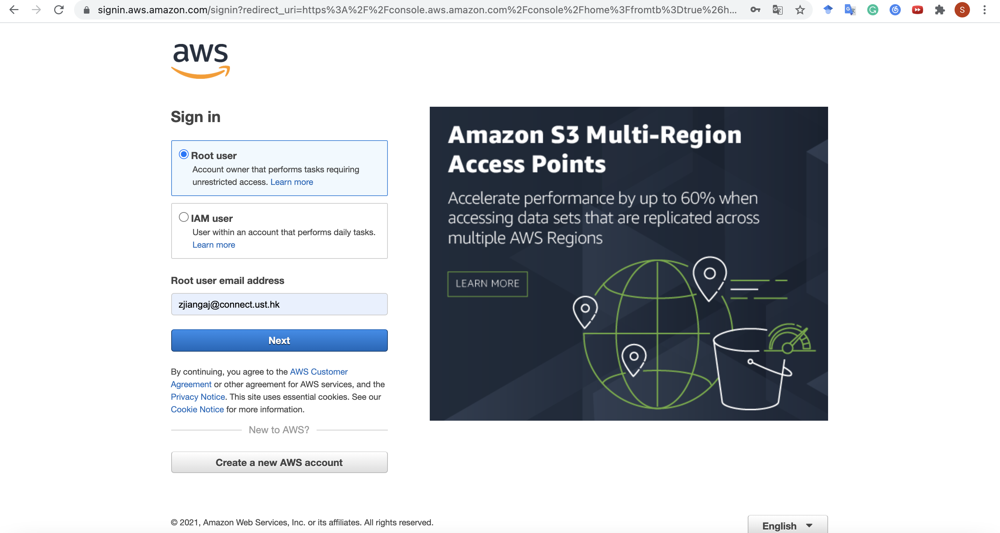 signin.aws.amazon.com/signin?redirect_uri=https%3A%2F%2Fconsole.aws.amazon.com%2Fconsole%2Fhome%3Ffromtb%3Dtrue%26h...
S
aws
Sign in
Root user
Account owner that performs tasks requiring
unrestricted access. Learn more
IAM user
User within an account that performs daily tasks.
Learn more
Root user email address
zjiangaj@connect.ust.hk
Next
By continuing, you agree to the AWS Customer
Agreement or other agreement for AWS services, and the
Privacy Notice. This site uses essential cookies. See our
Cookie Notice for more information.
New to AWS?
Create a new AWS account
Amazon S3 Multi-Region
Access Points
Accelerate performance by up to 60% when
accessing data sets that are replicated across
multiple AWS Regions
LEARN MORE
© 2021, Amazon Web Services, Inc. or its affiliates. All rights reserved.
English